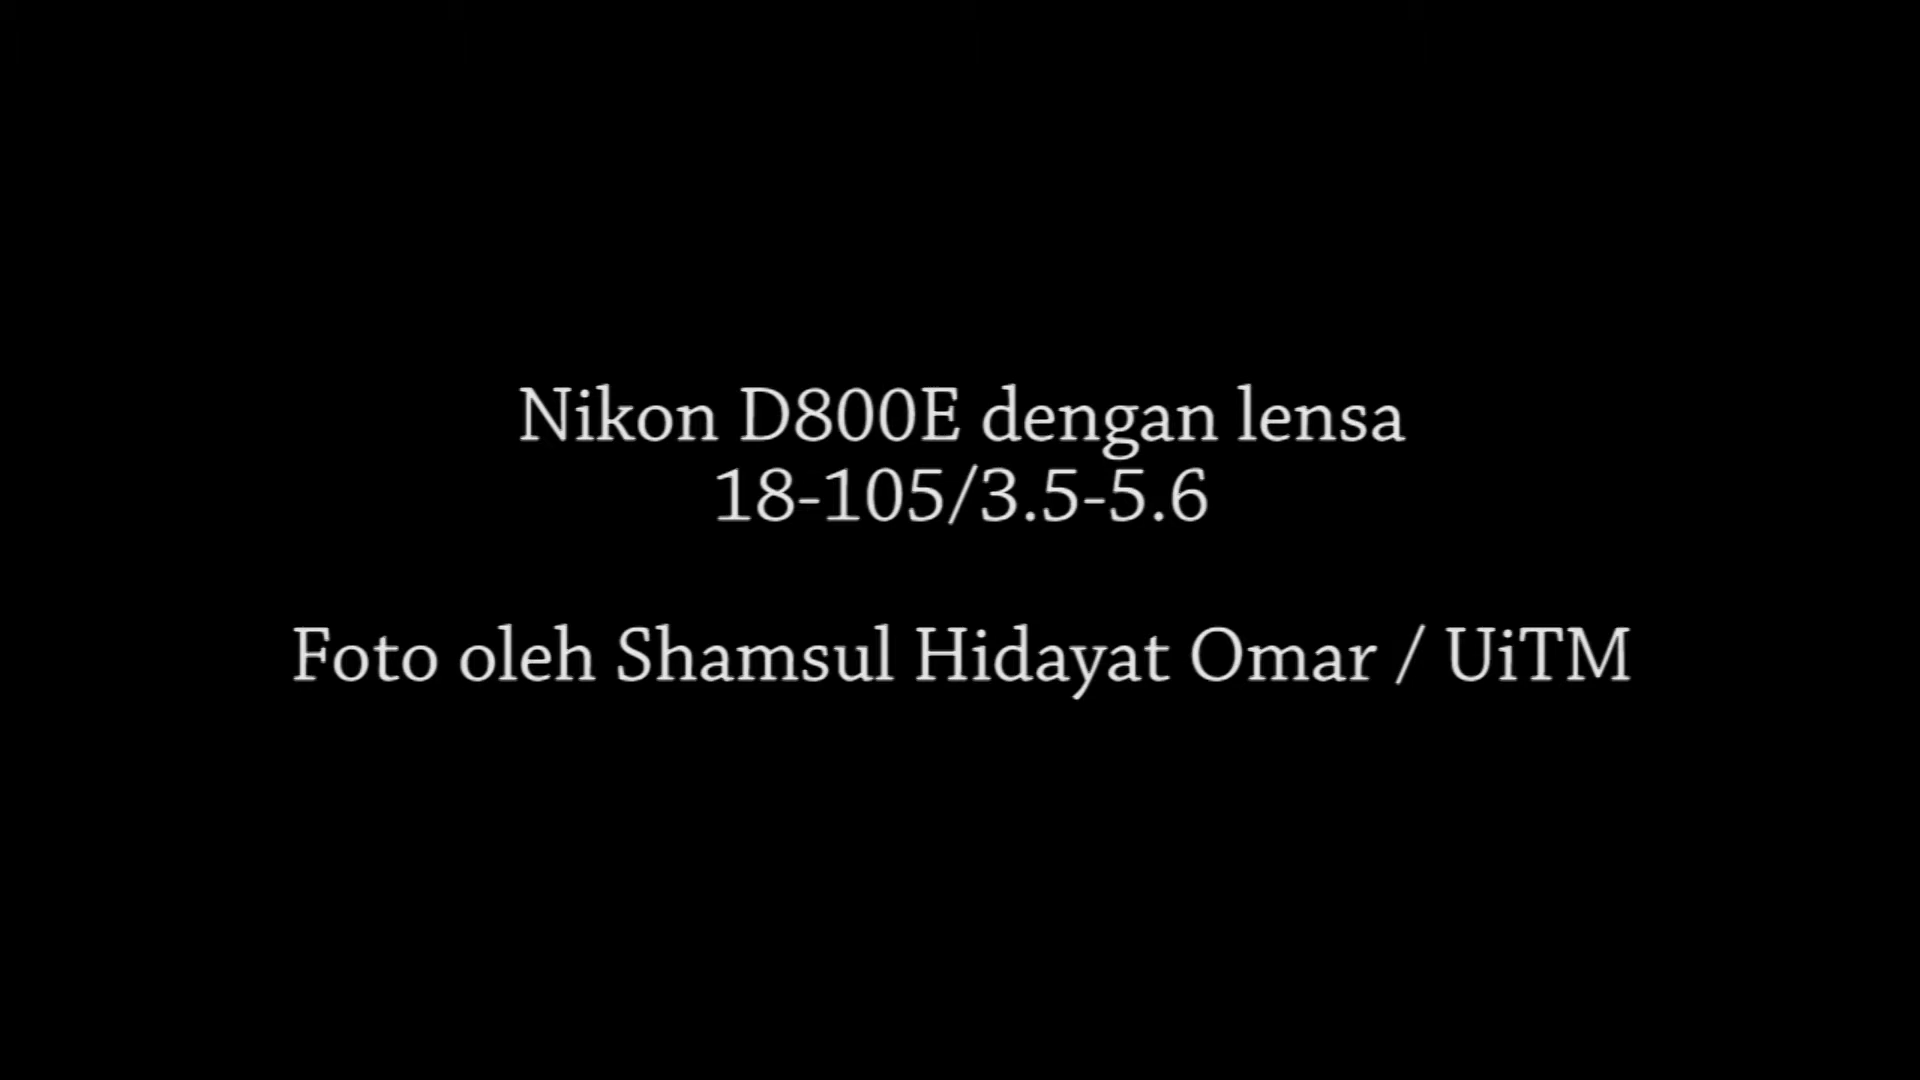 Nikon D800E dengan lensa
18-105/3.5-5.6
Foto oleh Shamsul Hidayat Omar / UiTM